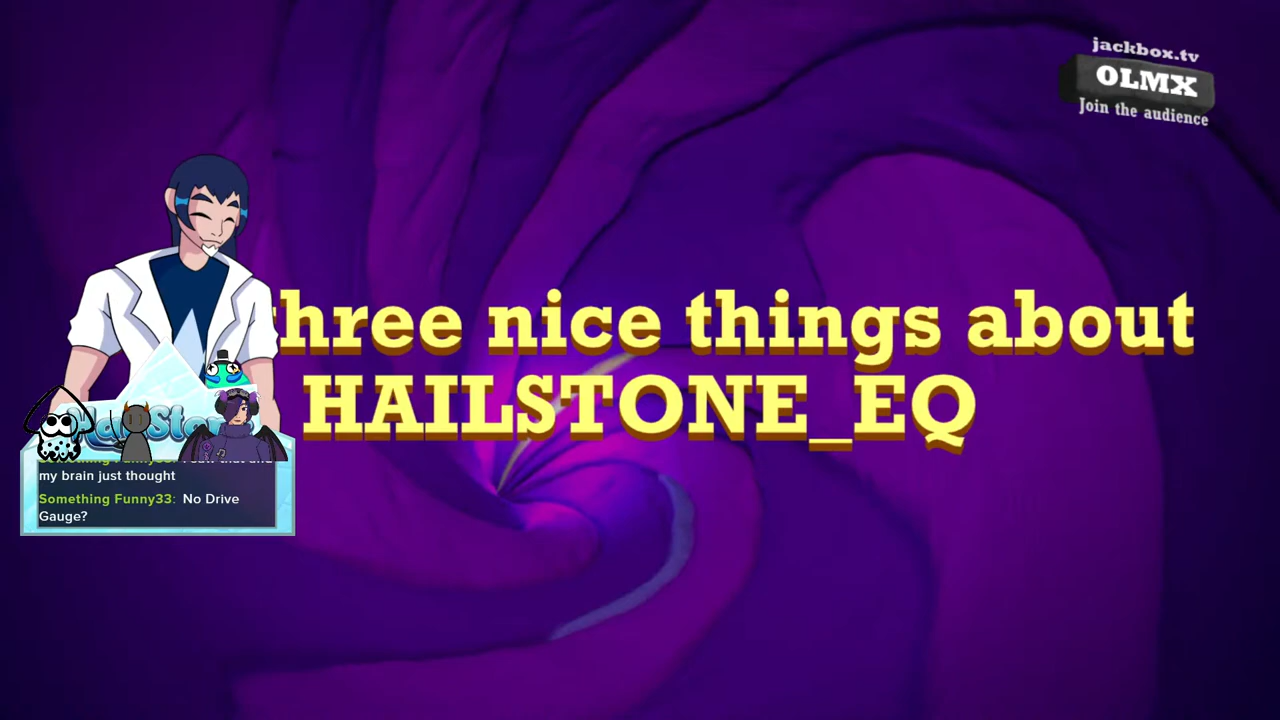 jackbox.tv
OLMX
Join the audience
three nice things about
HAILSTONE_EQ
my brain just thought
Something Funny33: No Drive
Gauge?